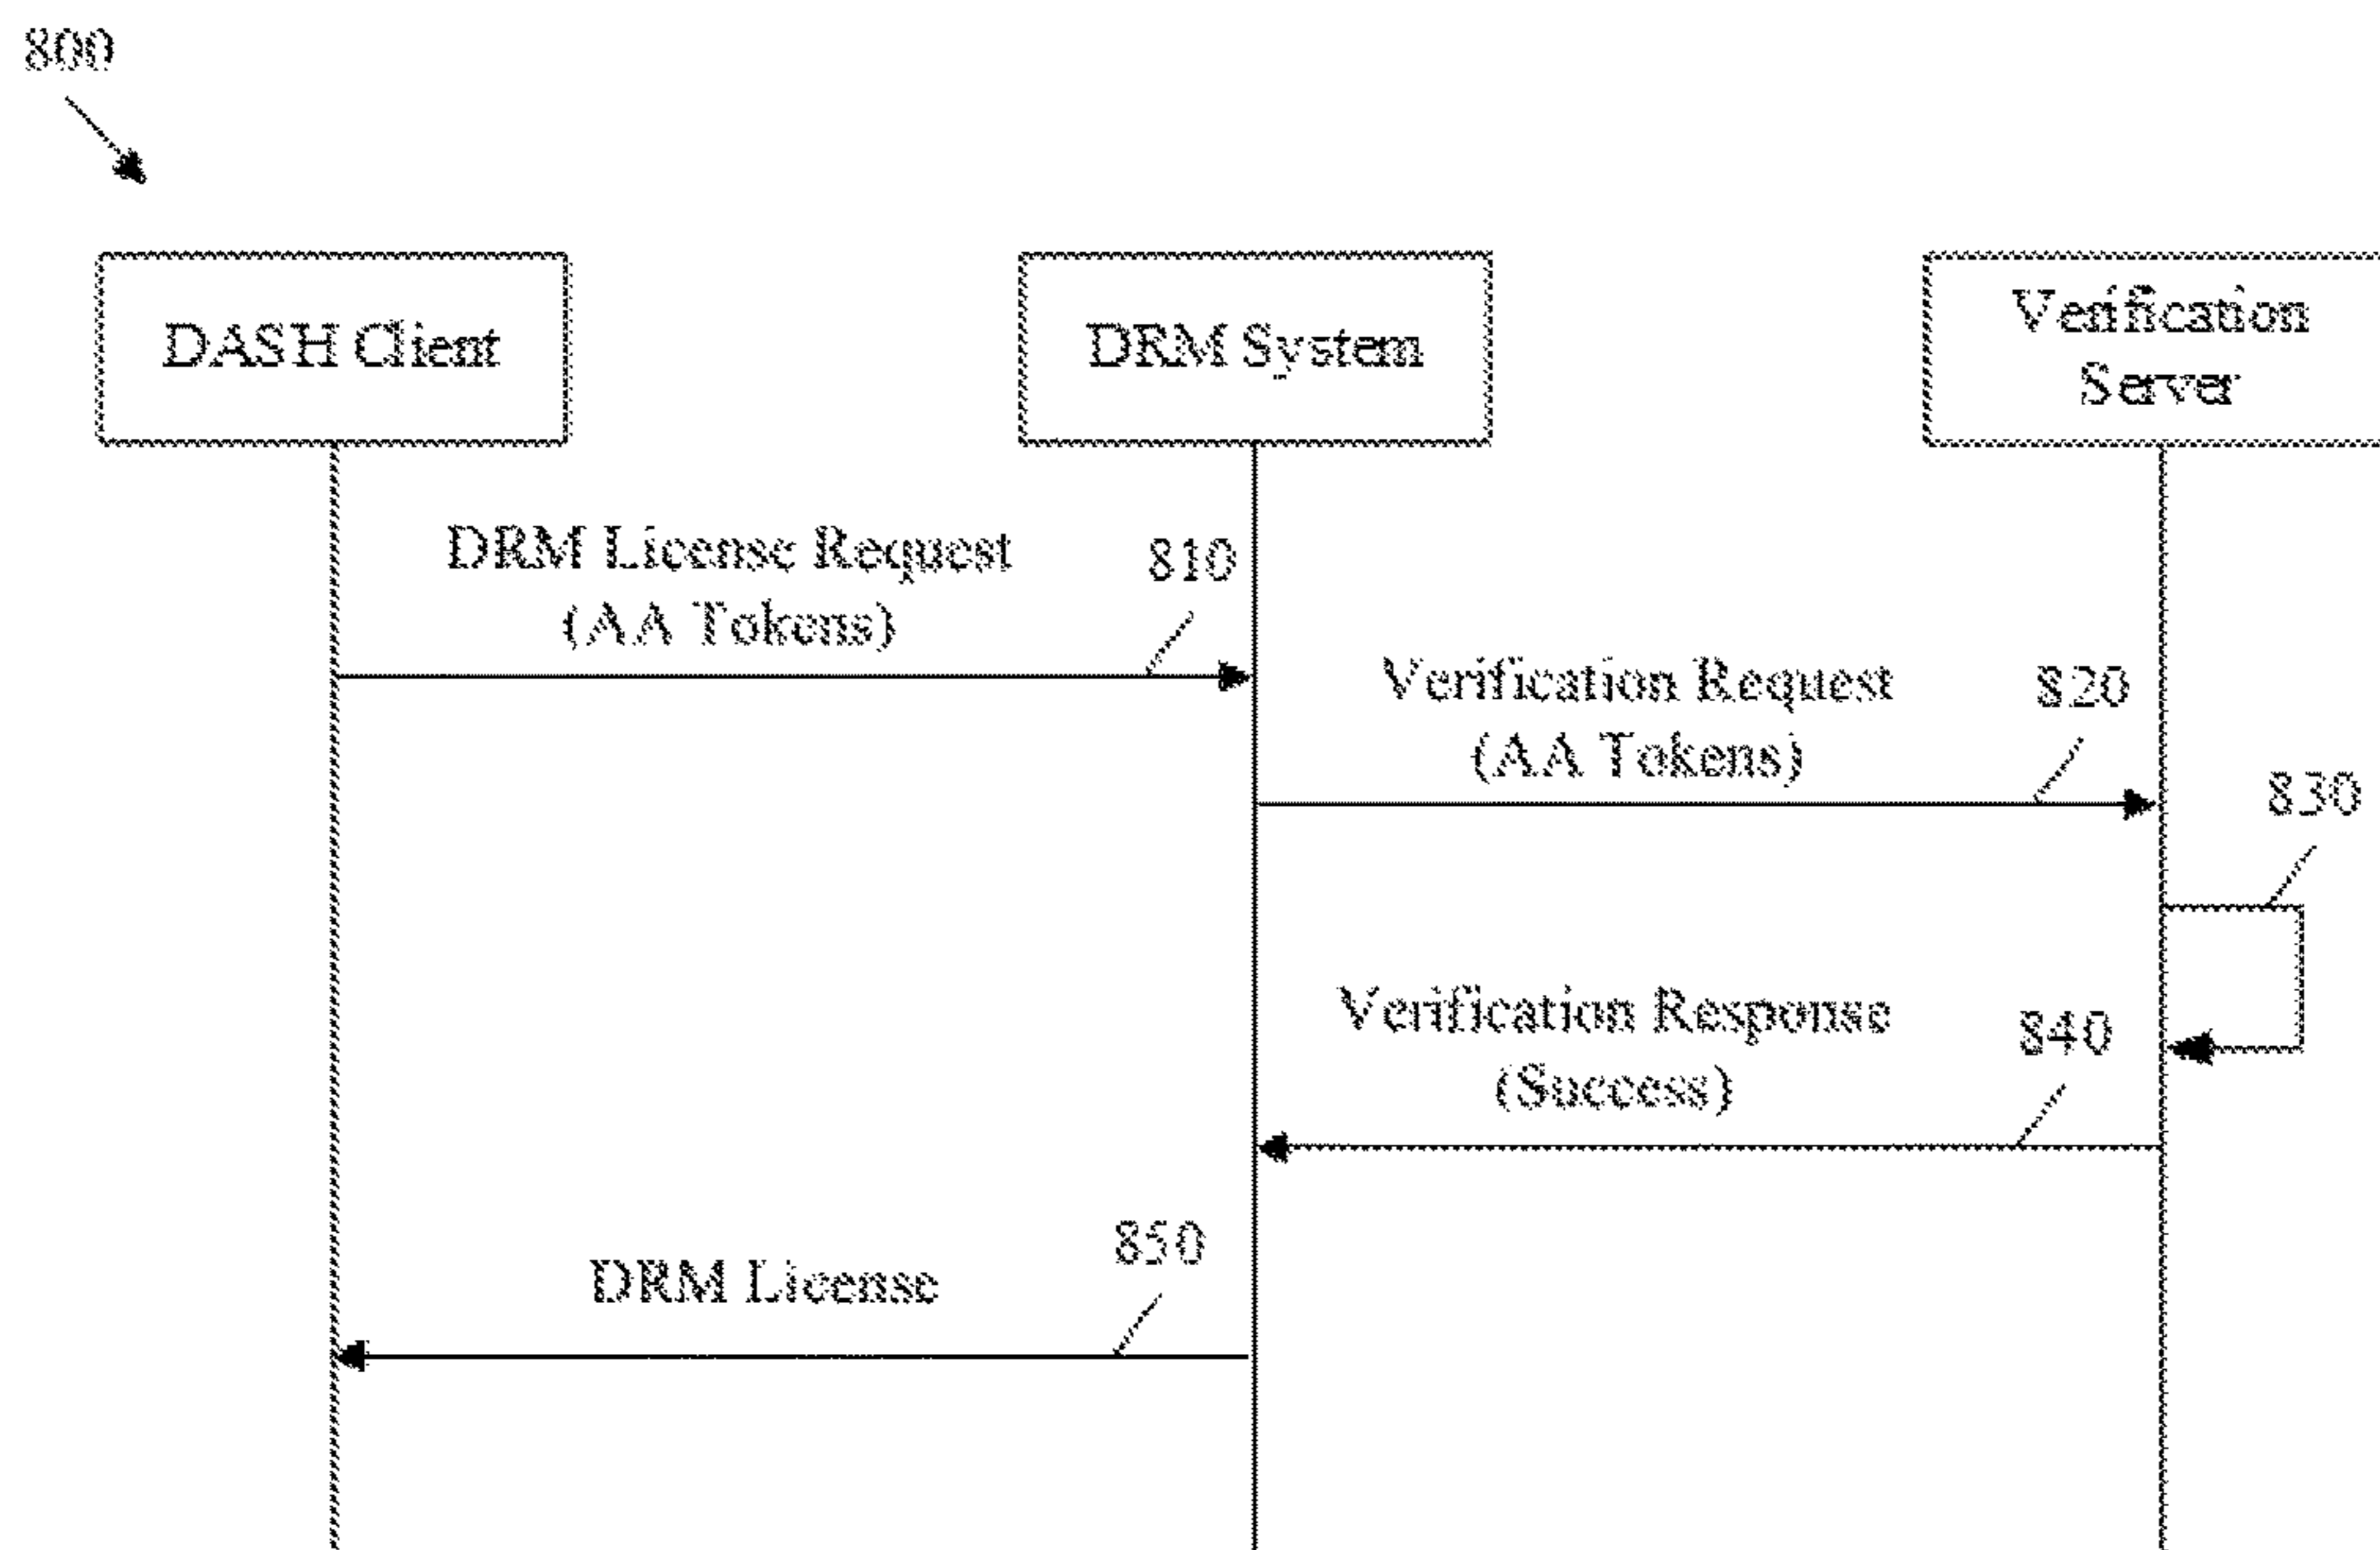 800
DASH Client
DRM System
Verification
Server
DRM License Request
(AA Tokens)
810
Verification Request
(AA Tokens)
820
830
Verification Response
(Success)
840
850
DRM License